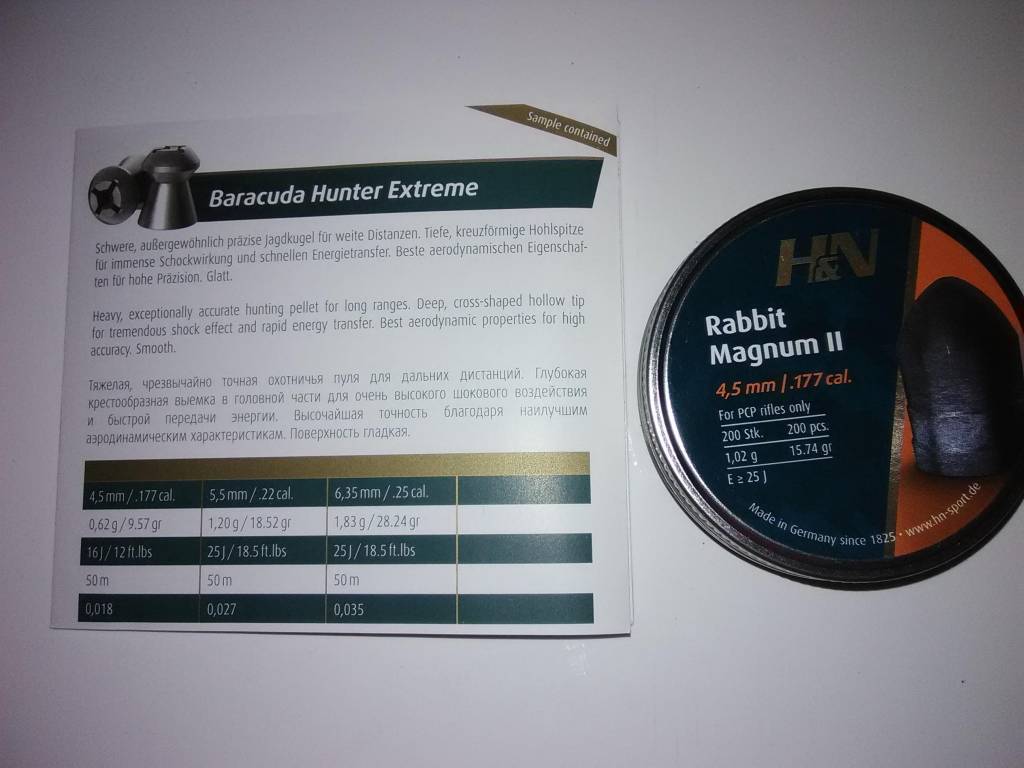 Sample contained
Baracuda Hunter Extreme
Schwere, außergewöhnlich präzise Jagdkugel für weite Distanzen. Tiefe, kreuzförmige Hohlspitze
für immense Schockwirkung und schnellen Energietransfer. Beste aerodynamischen Eigenschaf-
ten für hohe Präzision. Glatt.
Heavy, exceptionally accurate hunting pellet for long ranges. Deep, cross-shaped hollow tip
for tremendous shock effect and rapid energy transfer. Best aerodynamic properties for high
accuracy. Smooth.
Тяжелая, чрезвычайно точная охотничья пуля для дальних дистанций. Глубокая
крестообразная выемка в головной части для очень высокого шокового воздействия
и быстрой передачи энергии. Высочайшая точность благодаря наилучшим
аэродинамическим характеристикам. Поверхность гладкая.
4,5 mm / .177 cal. 5,5 mm / .22 cal. 6,35 mm / .25 cal.
0,62 g / 9.57 gr 1,20 g / 18.52 gr 1,83 g / 28.24 gr
16 J / 12 ft.lbs 25 J / 18.5 ft.lbs 25 J / 18.5 ft.lbs
50 m 50 m 50 m
0,018 0,027 0,035
H&N
Rabbit
Magnum II
4,5 mm | .177 cal.
For PCP rifles only
200 Stk. 200 pcs.
1,02 g 15.74 gr
E ≥ 25 J
Made in Germany since 1825 • www.hn-sport.de